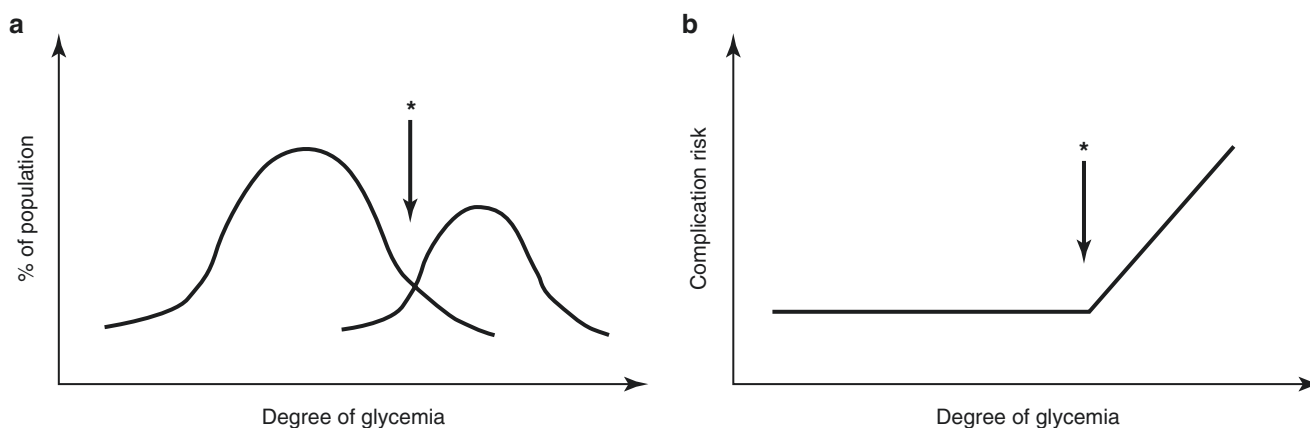 a
*
% of population
Degree of glycemia
b
*
Complication risk
Degree of glycemia